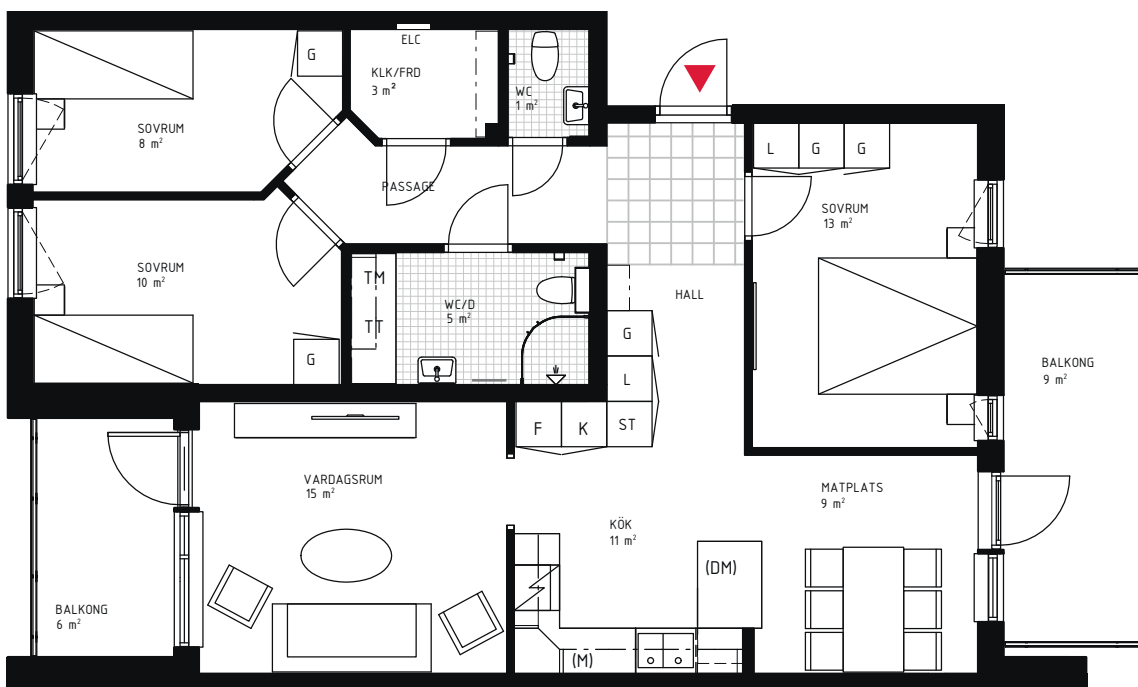 ELC
G
KLK/FRD
3 m²
WC
1 m²
SOVRUM
8 m²
L
G
G
PASSAGE
SOVRUM
13 m²
SOVRUM
10 m²
TM
WC/D
5 m²
HALL
TT
G
G
BALKONG
9 m²
L
F
K
ST
VARDAGSRUM
15 m²
MATPLATS
9 m²
KÖK
11 m²
(DM)
BALKONG
6 m²
(M)